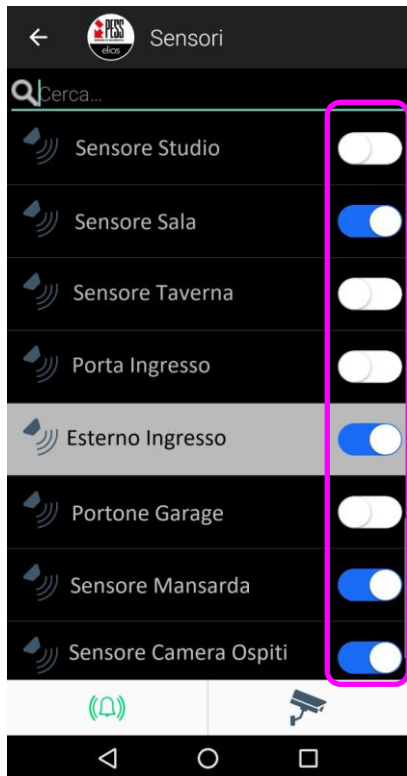 PESS
elios
Sensori
Cerca...
Sensore Studio
Sensore Sala
Sensore Taverna
Porta Ingresso
Esterno Ingresso
Portone Garage
Sensore Mansarda
Sensore Camera Ospiti